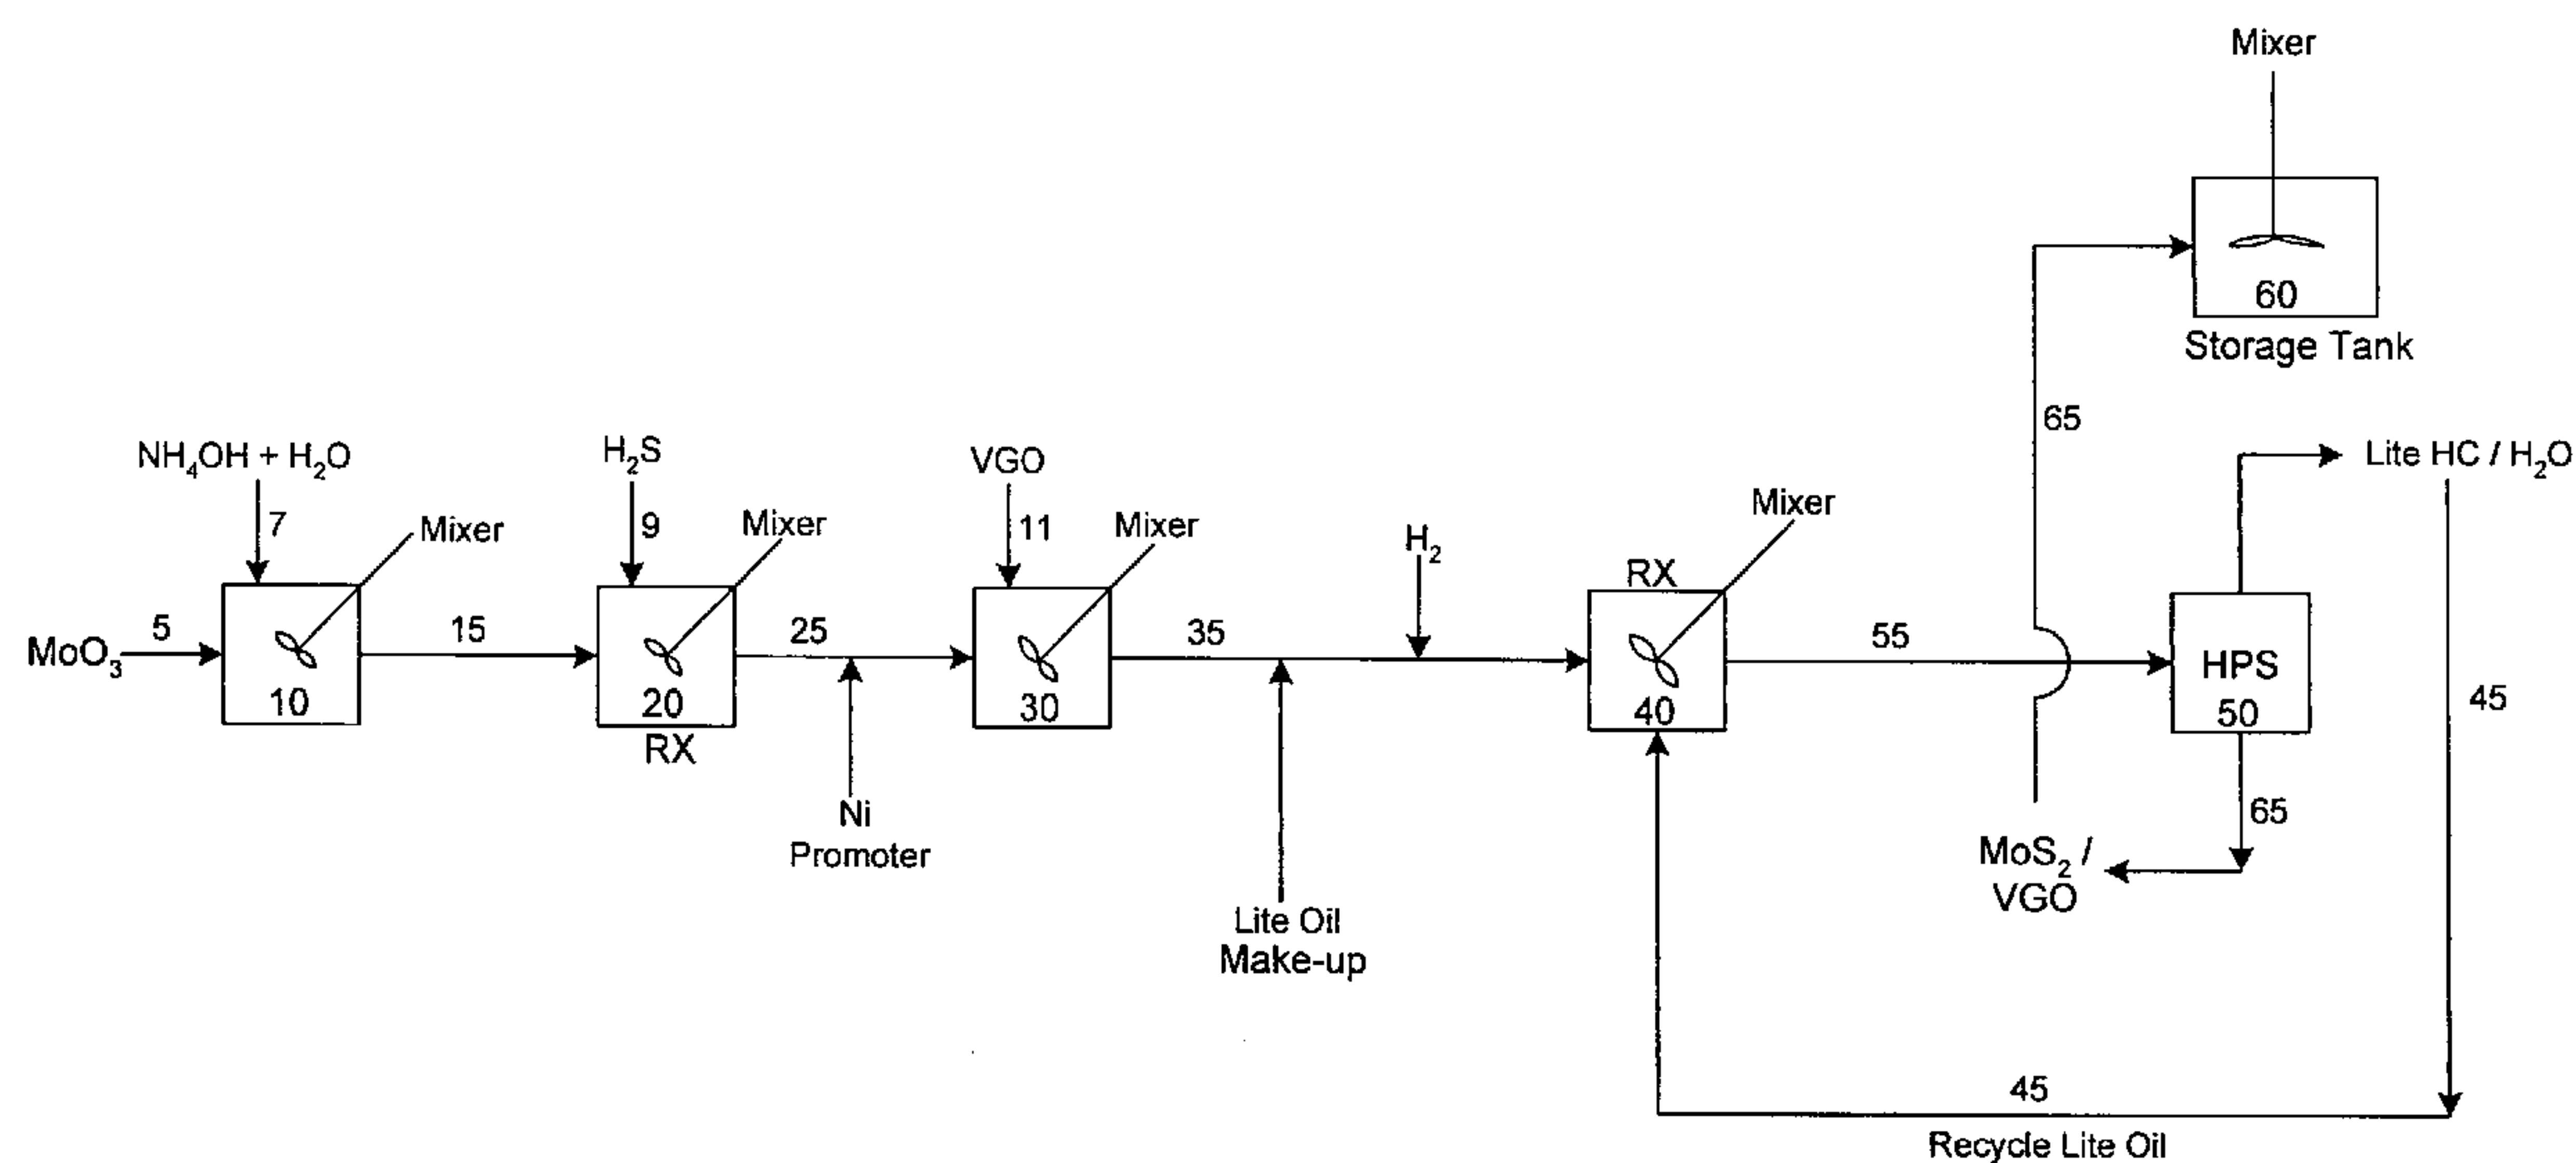 Mixer
60
Storage Tank
65
NH₄OH + H₂O
7
Mixer
H₂S
9
Mixer
VGO
11
Mixer
H₂
Mixer
RX
Lite HC / H₂O
MoO₃
5
10
15
20
RX
25
Ni
Promoter
30
35
Lite Oil
Make-up
40
55
HPS
50
45
65
MoS₂ /
VGO
45
Recycle Lite Oil